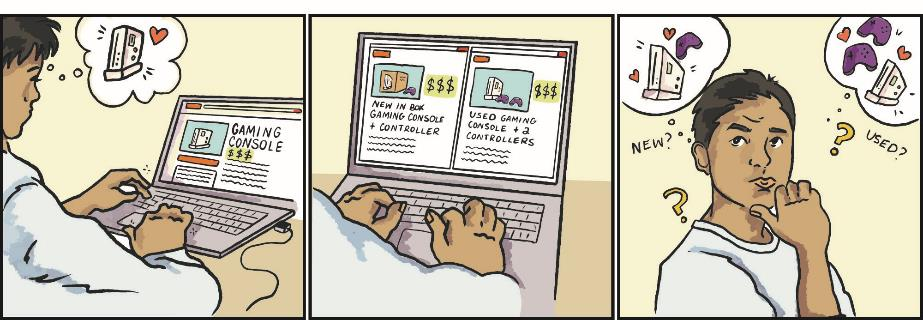 GAMING
CONSOLE
$$$
$$$
NEW IN BOX
GAMING CONSOLE
+ CONTROLLER
$$$
USED GAMING
CONSOLE + 2
CONTROLLERS
NEW?
?
?
USED?